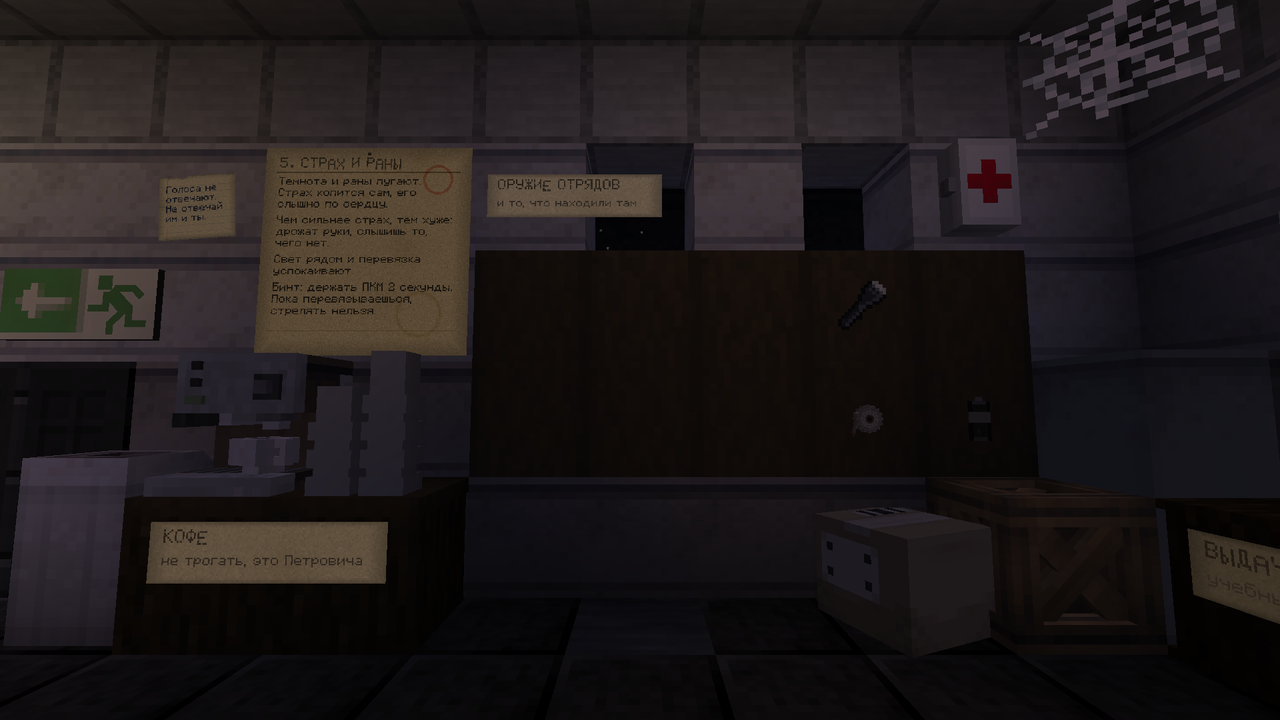 Голоса не
отвечают.
Не отвечай
им и ты.
5. СТРАХ И РАНЫ
Темнота и раны пугают.
Страх копится сам, его
слышно по сердцу.
Чем сильнее страх, тем хуже:
дрожат руки, слышишь то,
чего нет.
Свет рядом и перевязка
успокаивают.
Бинт: держать ПКМ 2 секунды.
Пока перевязываешься,
стрелять нельзя.
ОРУЖИЕ ОТРЯДОВ
и то, что находили там
КОФЕ
не трогать, это Петровича